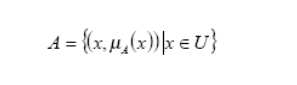 A = {(x, μ_A(x))|x ∈ U}